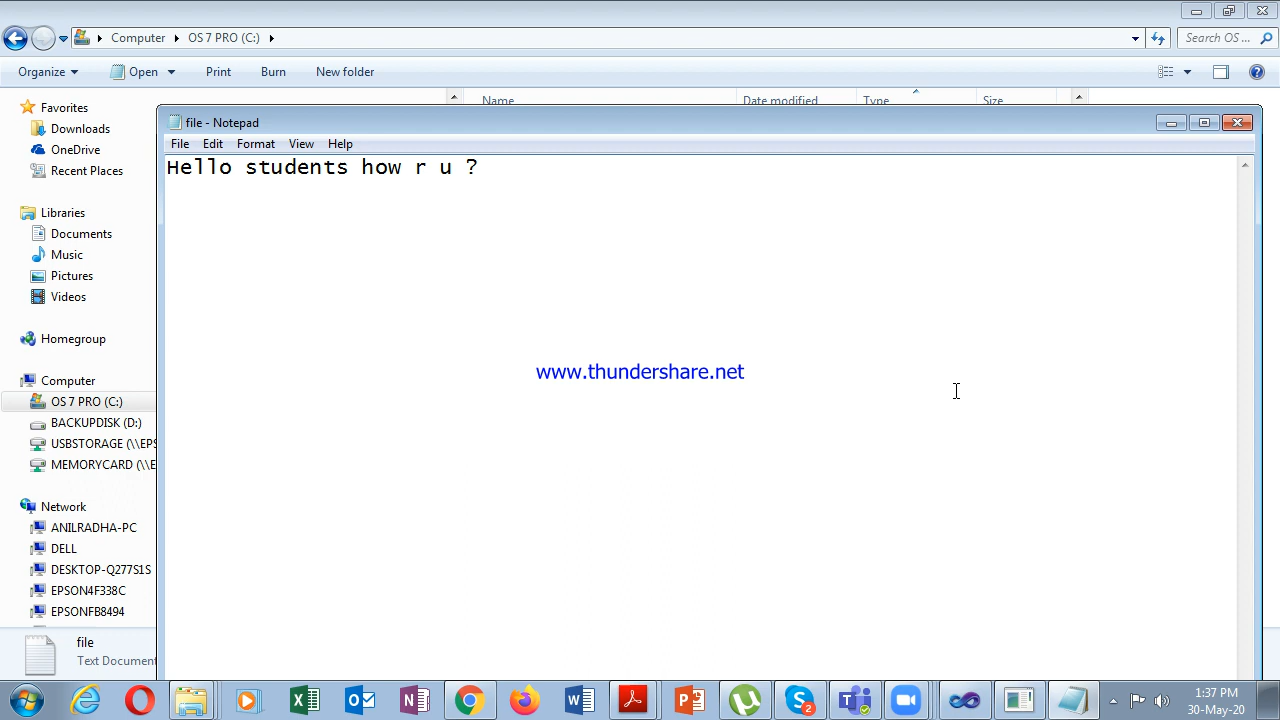 Computer OS 7 PRO (C:) Search OS ...
Organize Open Print Burn New folder
Name Date modified Type Size
Favorites
Downloads
OneDrive
Recent Places
Libraries
Documents
Music
Pictures
Videos
Homegroup
Computer
OS 7 PRO (C:)
BACKUPDISK (D:)
USBSTORAGE (\\EPS
MEMORYCARD (\\E
Network
ANILRADHA-PC
DELL
DESKTOP-Q277S1S
EPSON4F338C
EPSONFB8494
file - Notepad
File Edit Format View Help
Hello students how r u ?
www.thundershare.net
file
Text Document
1:37 PM
30-May-20